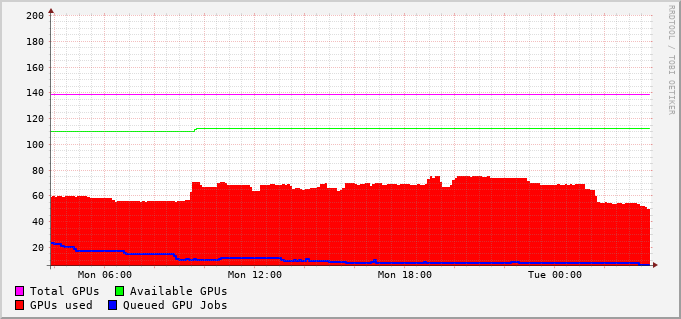 200
180
160
140
120
100
80
60
40
20
Mon 06:00 Mon 12:00 Mon 18:00 Tue 00:00
Total GPUs Available GPUs
GPUs used Queued GPU Jobs
RRDTOOL / TOBI OETIKER